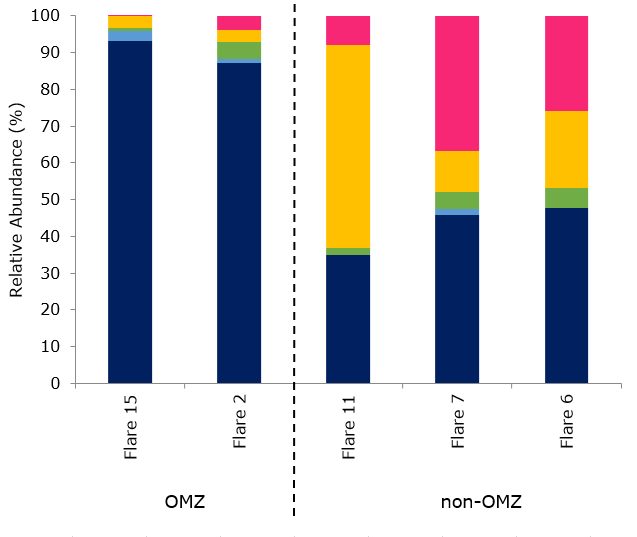 Relative Abundance (%)
100
90
80
70
60
50
40
30
20
10
0
Flare 15
Flare 2
Flare 11
Flare 7
Flare 6
OMZ
non-OMZ